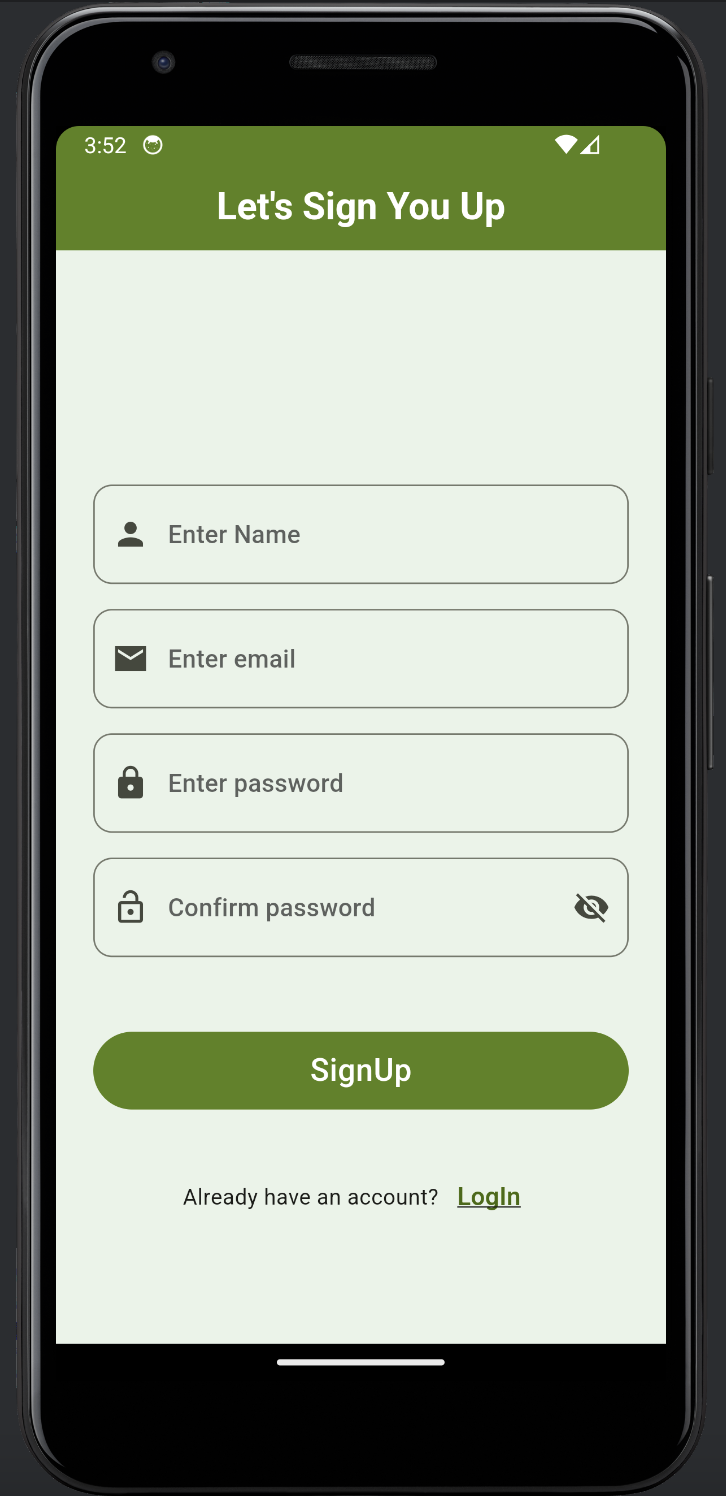 3:52
Let's Sign You Up
Enter Name
Enter email
Enter password
Confirm password
SignUp
Already have an account? LogIn